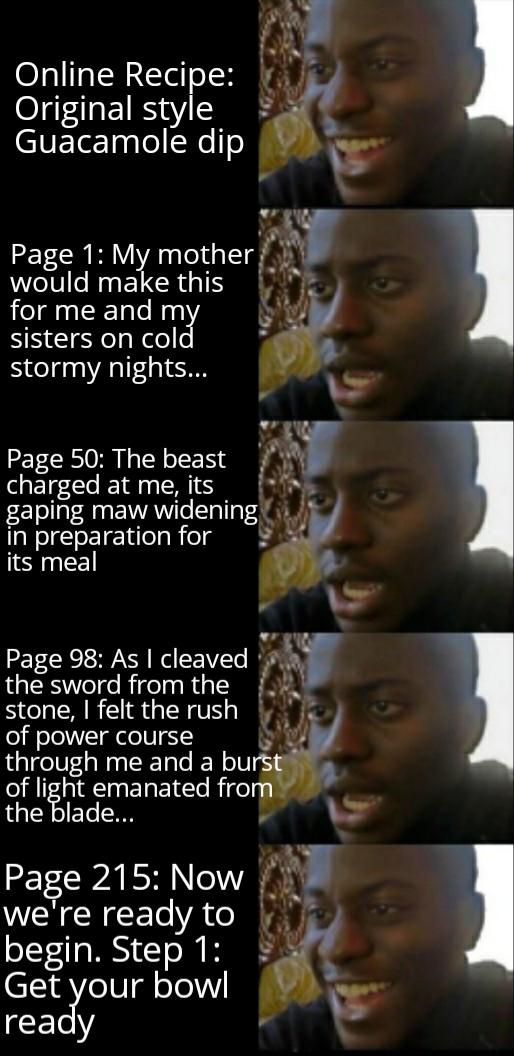 Online Recipe:
Original style
Guacamole dip
Page 1: My mother
would make this
for me and my
sisters on cold
stormy nights...
Page 50: The beast
charged at me, its
gaping maw widening
in preparation for
its meal
Page 98: As I cleaved
the sword from the
stone, I felt the rush
of power course
through me and a burst
of light emanated from
the blade...
Page 215: Now
we're ready to
begin. Step 1:
Get your bowl
ready